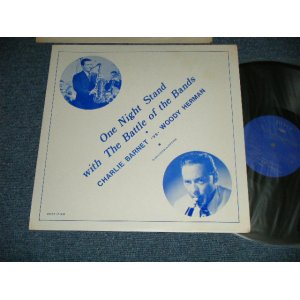 One Night Stand
with The Battle of the Bands
CHARLIE BARNET "vs" WOODY HERMAN